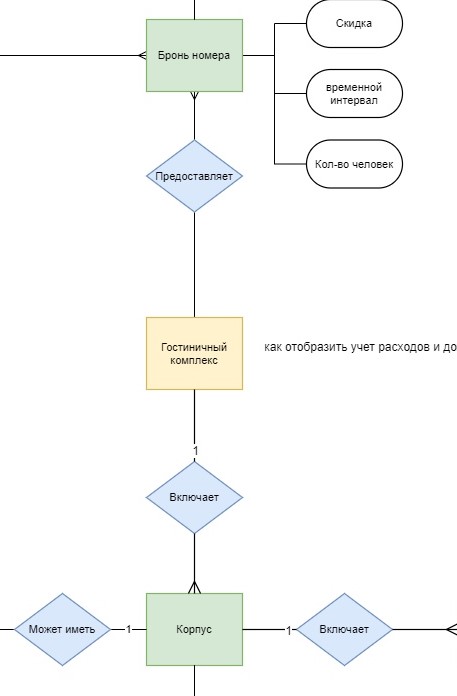 Скидка
Бронь номера
временной
интервал
Кол-во человек
Предоставляет
Гостиничный
комплекс
как отобразить учет расходов и до
1
Включает
Может иметь
1
Корпус
1
Включает